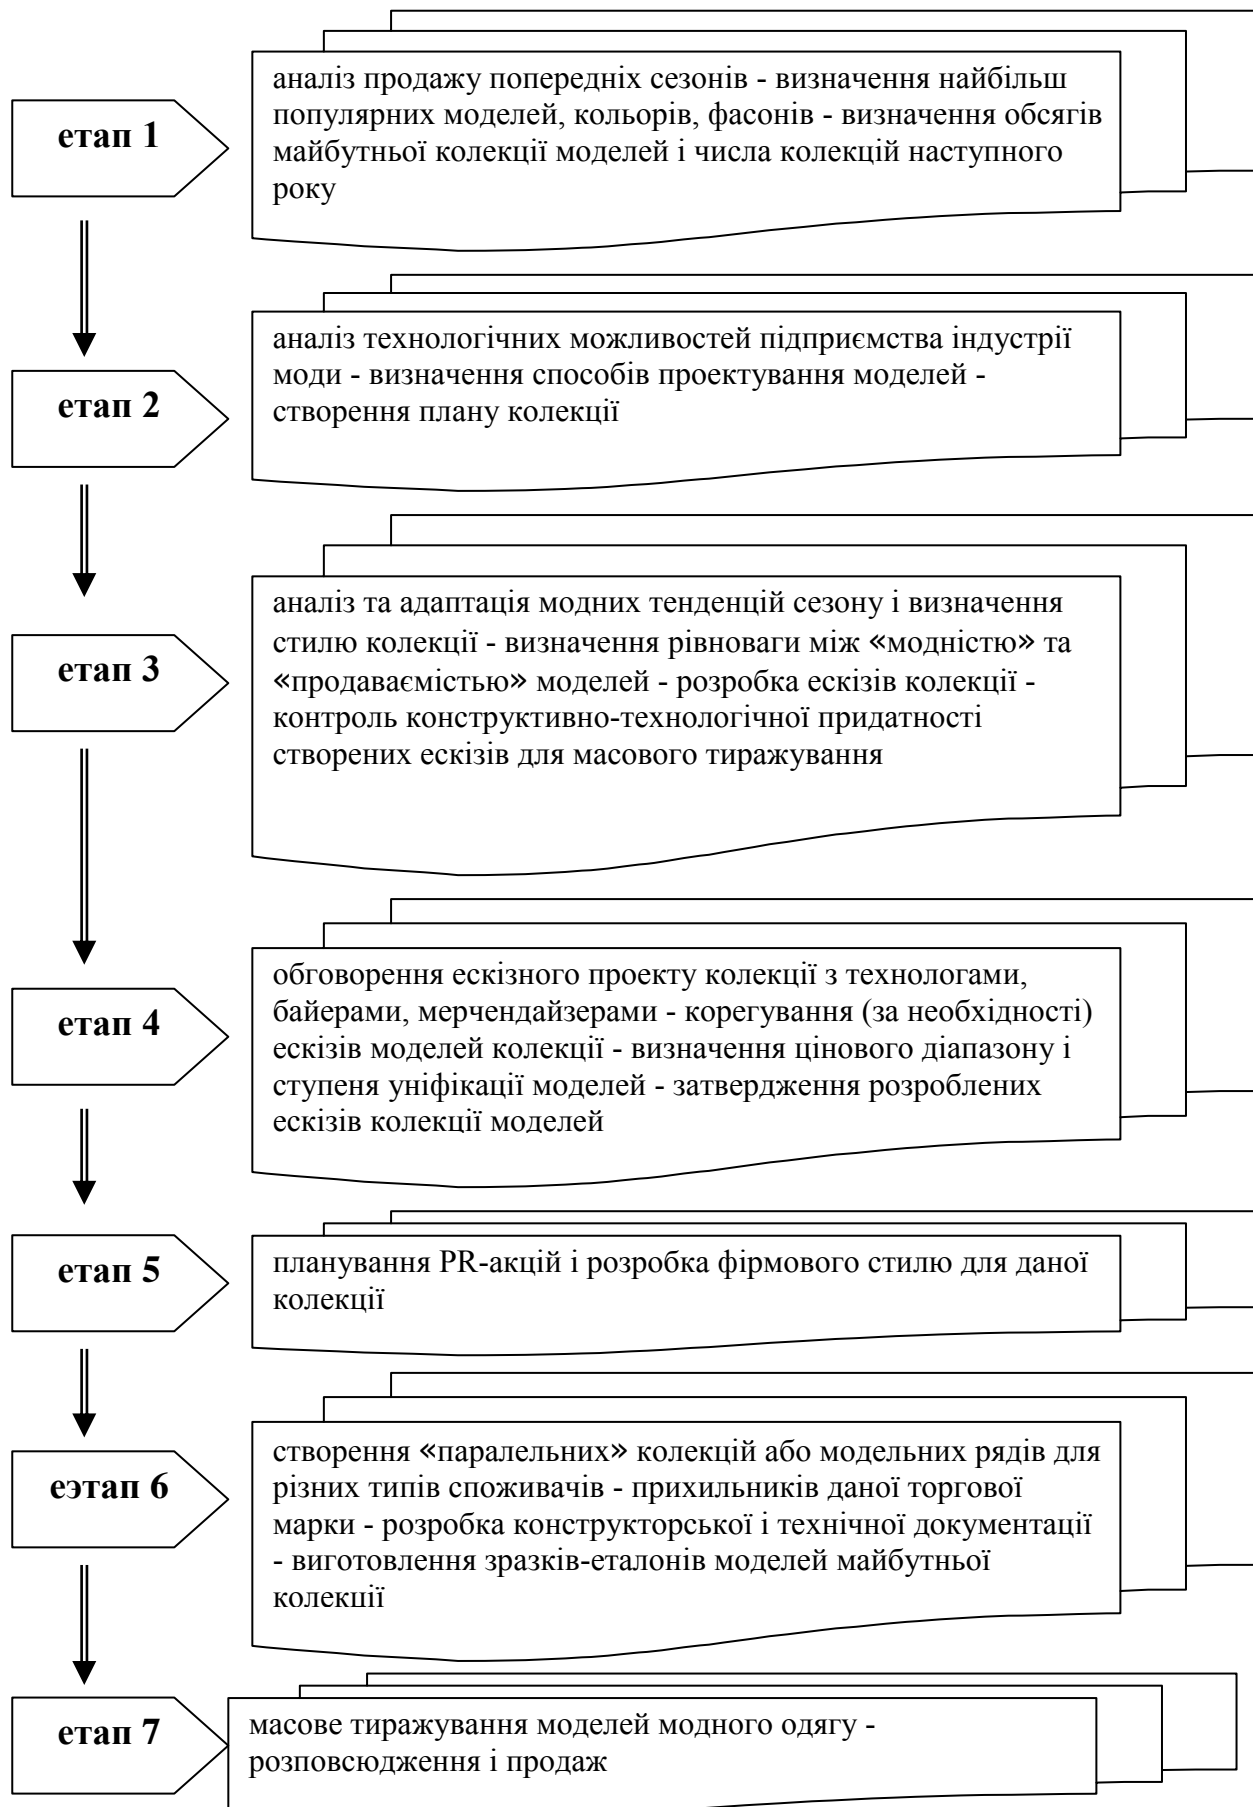 етап 1
аналіз продажу попередніх сезонів - визначення найбільш
популярних моделей, кольорів, фасонів - визначення обсягів
майбутньої колекції моделей і числа колекцій наступного
року
етап 2
аналіз технологічних можливостей підприємства індустрії
моди - визначення способів проектування моделей -
створення плану колекції
етап 3
аналіз та адаптація модних тенденцій сезону і визначення
стилю колекції - визначення рівноваги між «модністю» та
«продаваємістью» моделей - розробка ескізів колекції -
контроль конструктивно-технологічної придатності
створених ескізів для масового тиражування
етап 4
обговорення ескізного проекту колекції з технологами,
байерами, мерчендайзерами - корегування (за необхідності)
ескізів моделей колекції - визначення цінового діапазону і
ступеня уніфікації моделей - затвердження розроблених
ескізів колекції моделей
етап 5
планування PR-акцій і розробка фірмового стилю для даної
колекції
еэтап 6
створення «паралельних» колекцій або модельних рядів для
різних типів споживачів - прихильників даної торгової
марки - розробка конструкторської і технічної документації
- виготовлення зразків-еталонів моделей майбутньої
колекції
етап 7
масове тиражування моделей модного одягу -
розповсюдження і продаж